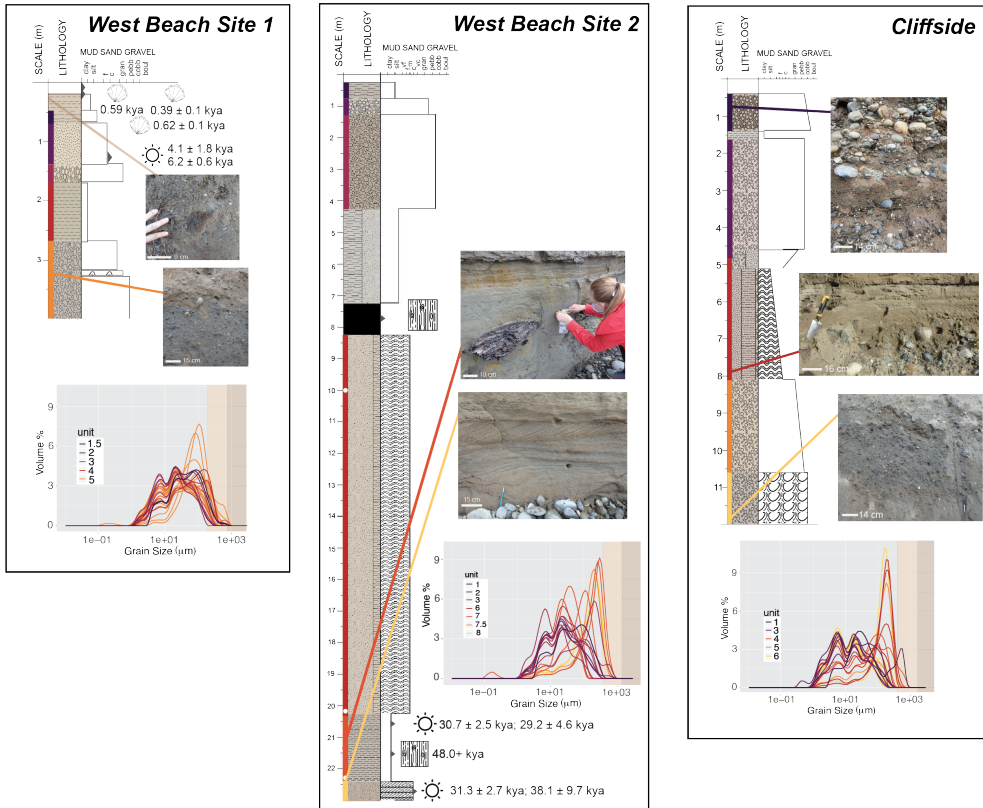 West Beach Site 1
SCALE (m)
LITHOLOGY
MUD SAND GRAVEL
clay
silt
f
c
gran
pebb
cobb
boul
0.59 kya
0.39 ± 0.1 kya
0.62 ± 0.1 kya
4.1 ± 1.8 kya
6.2 ± 0.6 kya
1
2
3
15 cm
Volume %
9
6
3
0
unit
1.5
2
3
4
5
1e−01
1e+01
1e+03
Grain Size (μm)
West Beach Site 2
SCALE (m)
LITHOLOGY
MUD SAND GRAVEL
clay
silt
vf
f
m
c
vc
gran
pebb
cobb
boul
1
2
3
4
5
6
7
8
9
10
11
12
13
14
15
16
17
18
19
20
21
22
10 cm
15 cm
Volume %
9
6
3
0
unit
1
2
3
6
7
7.5
8
1e−01
1e+01
1e+03
Grain Size (μm)
30.7 ± 2.5 kya; 29.2 ± 4.6 kya
48.0+ kya
31.3 ± 2.7 kya; 38.1 ± 9.7 kya
Cliffside
SCALE (m)
LITHOLOGY
MUD SAND GRAVEL
clay
silt
f
c
gran
pebb
cobb
boul
1
2
3
4
5
6
7
8
9
10
11
14 cm
16 cm
14 cm
Volume %
9
6
3
0
unit
1
3
4
5
6
1e−01
1e+01
1e+03
Grain Size (μm)